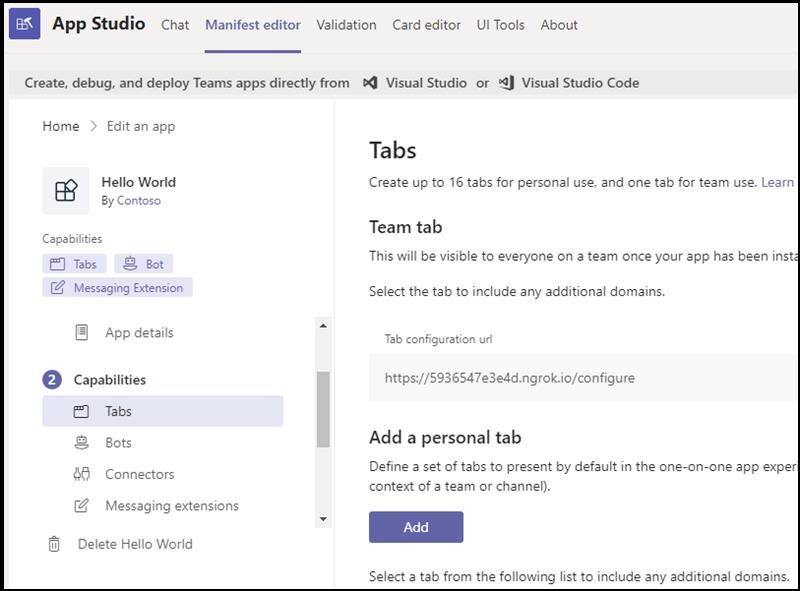 App Studio Chat Manifest editor Validation Card editor UI Tools About
Create, debug, and deploy Teams apps directly from Visual Studio or Visual Studio Code
Home > Edit an app
Hello World
By Contoso
Capabilities
Tabs Bot
Messaging Extension
App details
2 Capabilities
Tabs
Bots
Connectors
Messaging extensions
Delete Hello World
Tabs
Create up to 16 tabs for personal use, and one tab for team use. Learn
Team tab
This will be visible to everyone on a team once your app has been insta
Select the tab to include any additional domains.
Tab configuration url
https://5936547e3e4d.ngrok.io/configure
Add a personal tab
Define a set of tabs to present by default in the one-on-one app experi
context of a team or channel).
Add
Select a tab from the following list to include any additional domains.